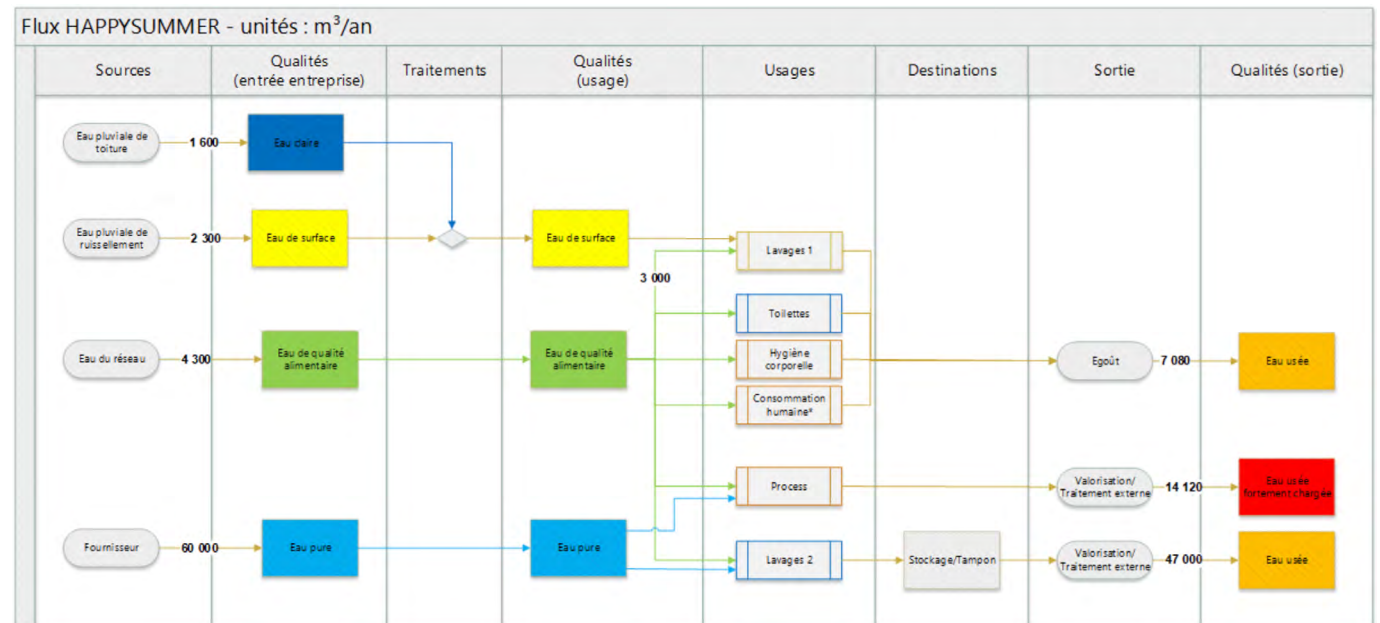 Flux HAPPYSUMMER - unités : m³/an
Sources
Qualités
(entrée entreprise)
Traitements
Qualités
(usage)
Usages
Destinations
Sortie
Qualités (sortie)
Eau pluviale de
toiture
1 600
Eau claire
Eau pluviale de
ruissellement
2 300
Eau de surface
Eau de surface
Lavages 1
3 000
Toilettes
Eau du réseau
4 300
Eau de qualité
alimentaire
Eau de qualité
alimentaire
Hygiène
corporelle
Egoût
7 080
Eau usée
Consommation
humaine*
Process
Valorisation/
Traitement externe
14 120
Eau usée
fortement chargée
Fournisseur
60 000
Eau pure
Eau pure
Lavages 2
Stockage/Tampon
Valorisation/
Traitement externe
47 000
Eau usée